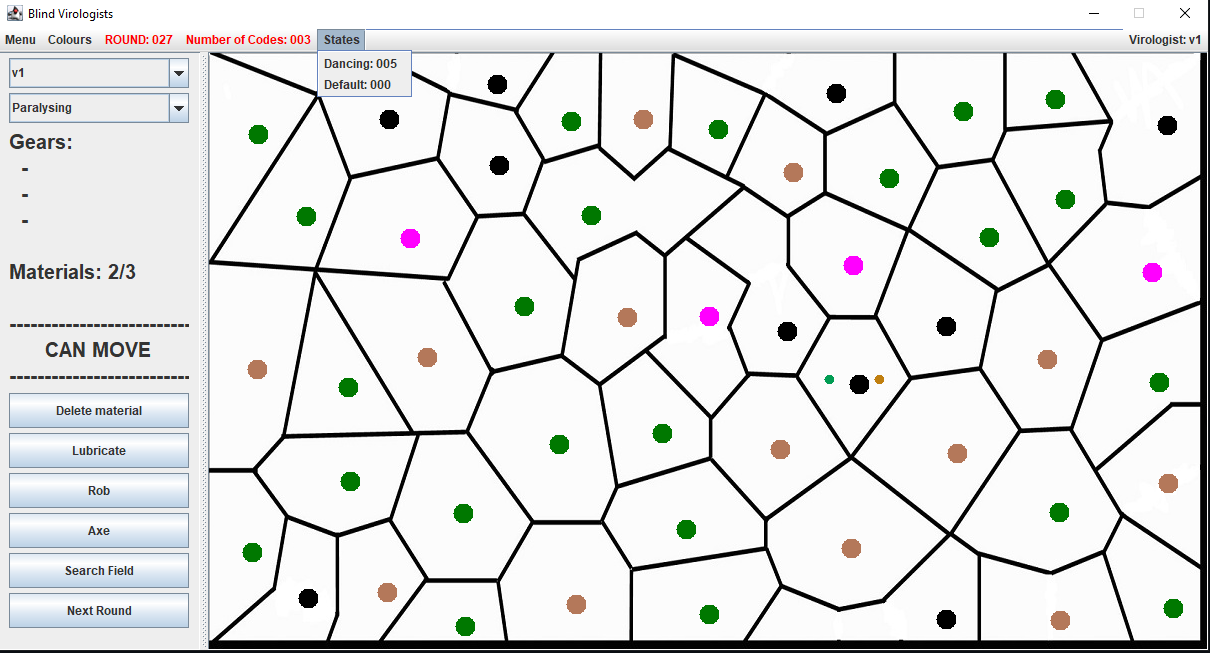 Blind Virologists
Menu Colours ROUND: 027 Number of Codes: 003 States Virologist: v1
Dancing: 005
Default: 000
v1
Paralysing
Gears:
-
-
-
Materials: 2/3
---------------------------
CAN MOVE
---------------------------
Delete material
Lubricate
Rob
Axe
Search Field
Next Round